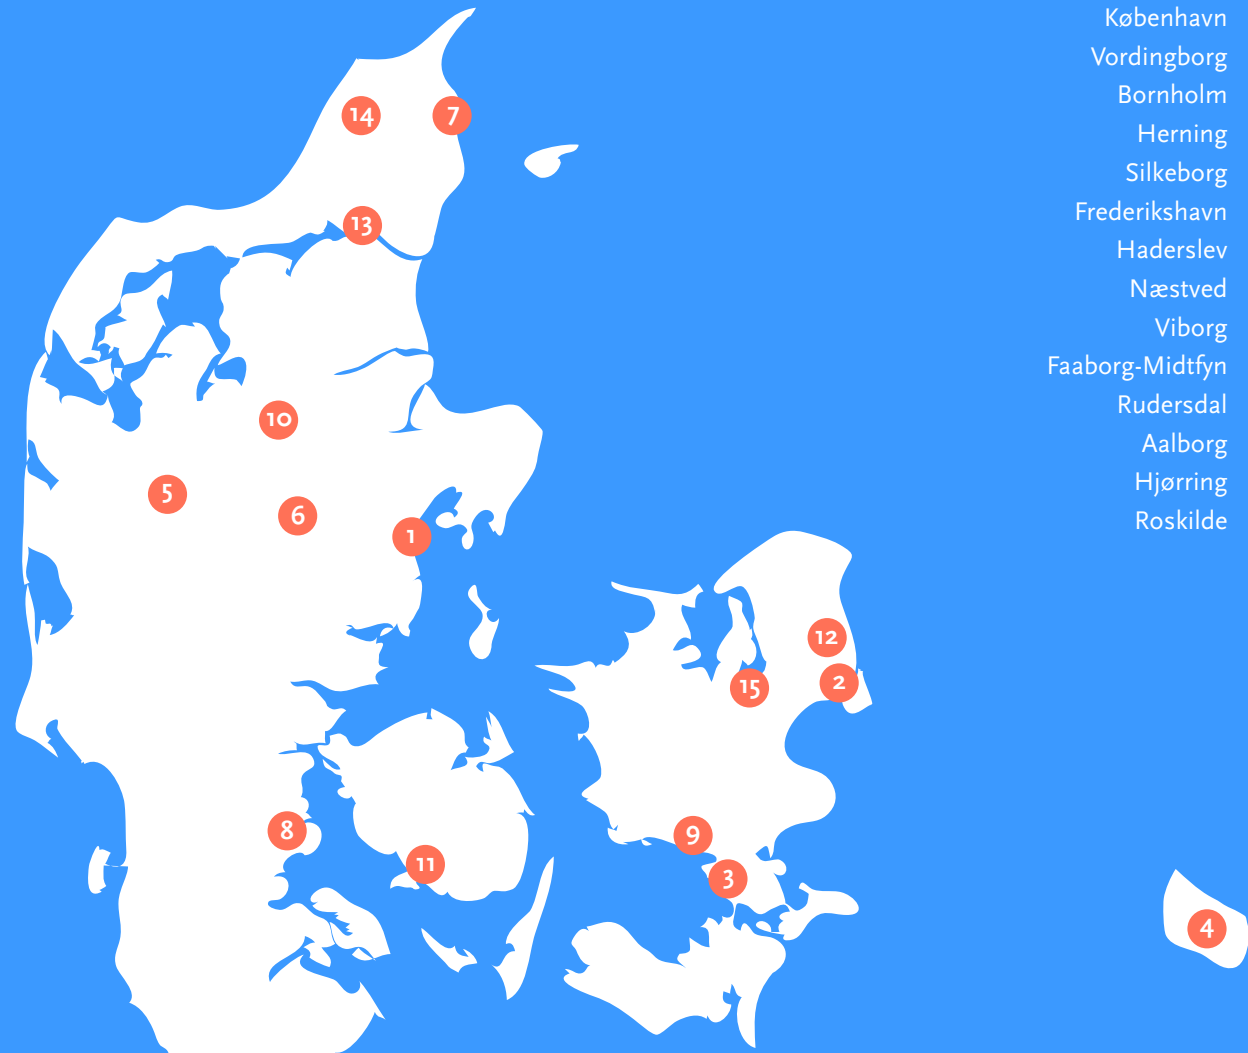 København
Vordingborg
Bornholm
Herning
Silkeborg
Frederikshavn
Haderslev
Næstved
Viborg
Faaborg-Midtfyn
Rudersdal
Aalborg
Hjørring
Roskilde
14
7
13
10
5
6
1
12
2
15
8
9
11
3
4